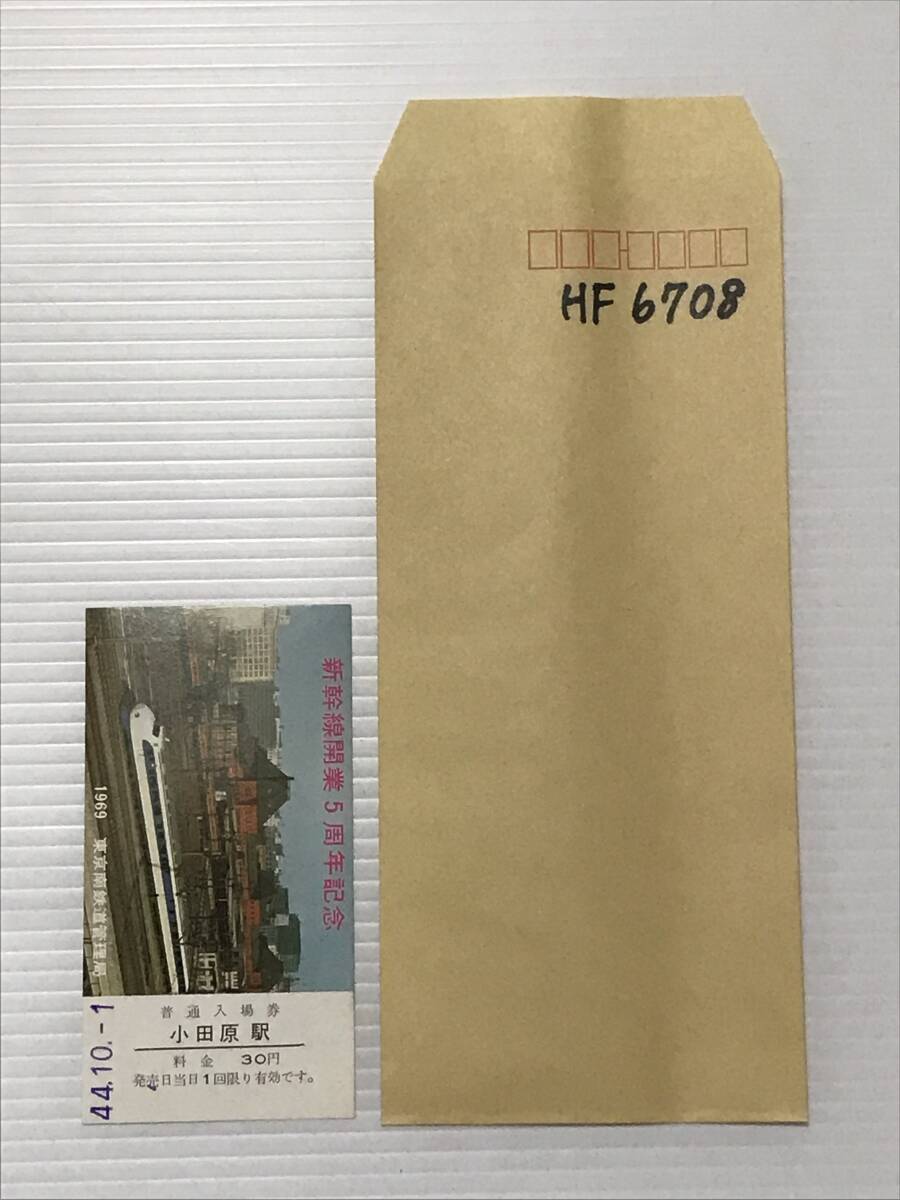 HF 6708
新幹線開業5周年記念
1969 東京南鉄道管理局
44.10.-1
普通入場券
小田原駅
料金 30円
発売日当日1回限り有効です。
4